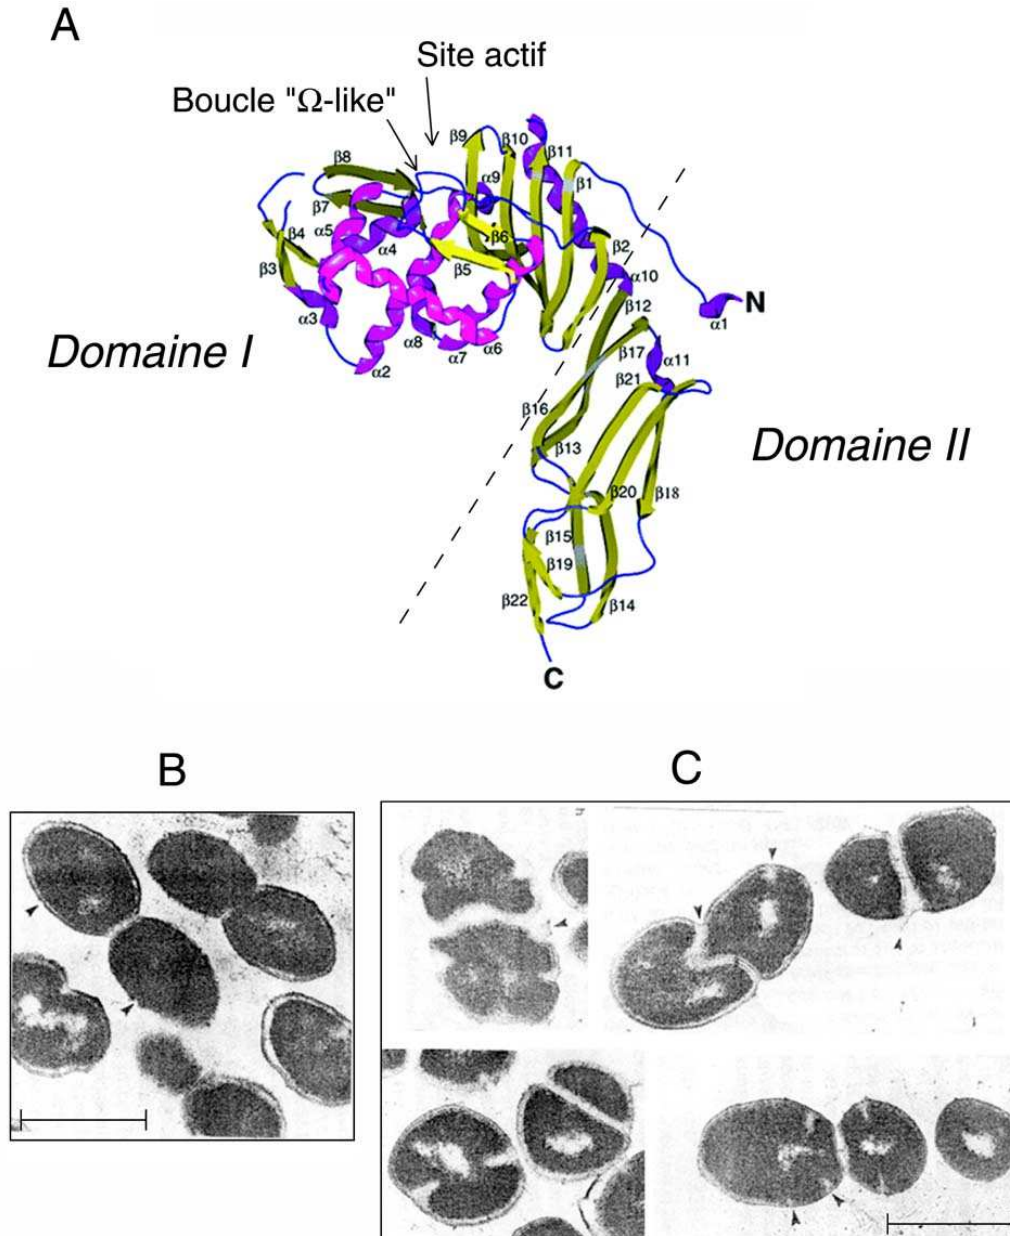 A
Site actif
Boucle "Ω-like"
β9
β10
β11
β8
β1
α9
β7
α5
β4
α4
β6
β2
β3
β5
α10
α3
β12
N
α1
α8
α7
α6
Domaine I
α2
β17
α11
β21
β16
β13
Domaine II
β20
β18
β15
β19
β22
β14
C
B
C